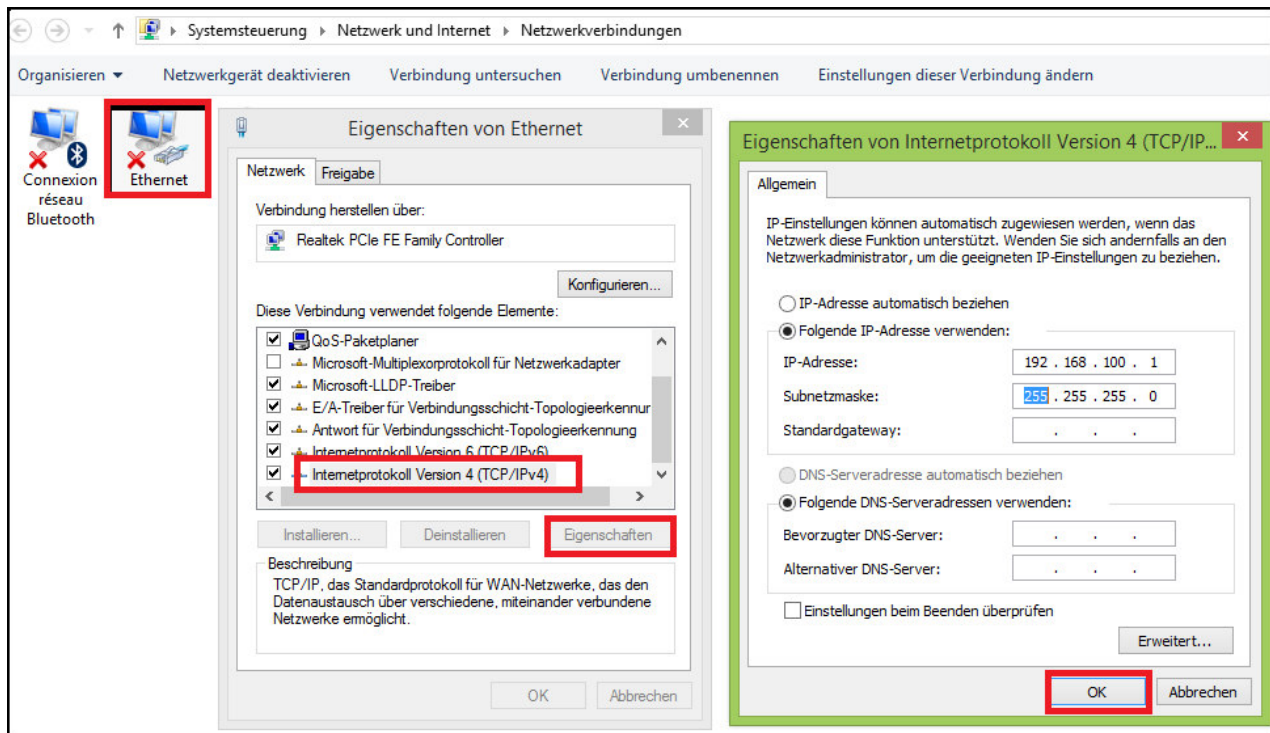 Systemsteuerung Netzwerk und Internet Netzwerkverbindungen
Organisieren Netzwerkgerät deaktivieren Verbindung untersuchen Verbindung umbenennen Einstellungen dieser Verbindung ändern
Connexion
réseau
Bluetooth
Ethernet
Eigenschaften von Ethernet
Netzwerk Freigabe
Verbindung herstellen über:
Realtek PCIe FE Family Controller
Konfigurieren...
Diese Verbindung verwendet folgende Elemente:
QoS-Paketplaner
Microsoft-Multiplexorprotokoll für Netzwerkadapter
Microsoft-LLDP-Treiber
E/A-Treiber für Verbindungsschicht-Topologieerkennur
Antwort für Verbindungsschicht-Topologieerkennung
Internetprotokoll Version 6 (TCP/IPv6)
Internetprotokoll Version 4 (TCP/IPv4)
Installieren... Deinstallieren Eigenschaften
Beschreibung
TCP/IP, das Standardprotokoll für WAN-Netzwerke, das den
Datenaustausch über verschiedene, miteinander verbundene
Netzwerke ermöglicht.
OK Abbrechen
Eigenschaften von Internetprotokoll Version 4 (TCP/IP...
Allgemein
IP-Einstellungen können automatisch zugewiesen werden, wenn das
Netzwerk diese Funktion unterstützt. Wenden Sie sich andernfalls an den
Netzwerkadministrator, um die geeigneten IP-Einstellungen zu beziehen.
IP-Adresse automatisch beziehen
Folgende IP-Adresse verwenden:
IP-Adresse: 192 . 168 . 100 . 1
Subnetzmaske: 255 . 255 . 255 . 0
Standardgateway: . . .
DNS-Serveradresse automatisch beziehen
Folgende DNS-Serveradressen verwenden:
Bevorzugter DNS-Server: . . .
Alternativer DNS-Server: . . .
Einstellungen beim Beenden überprüfen
Erweitert...
OK Abbrechen